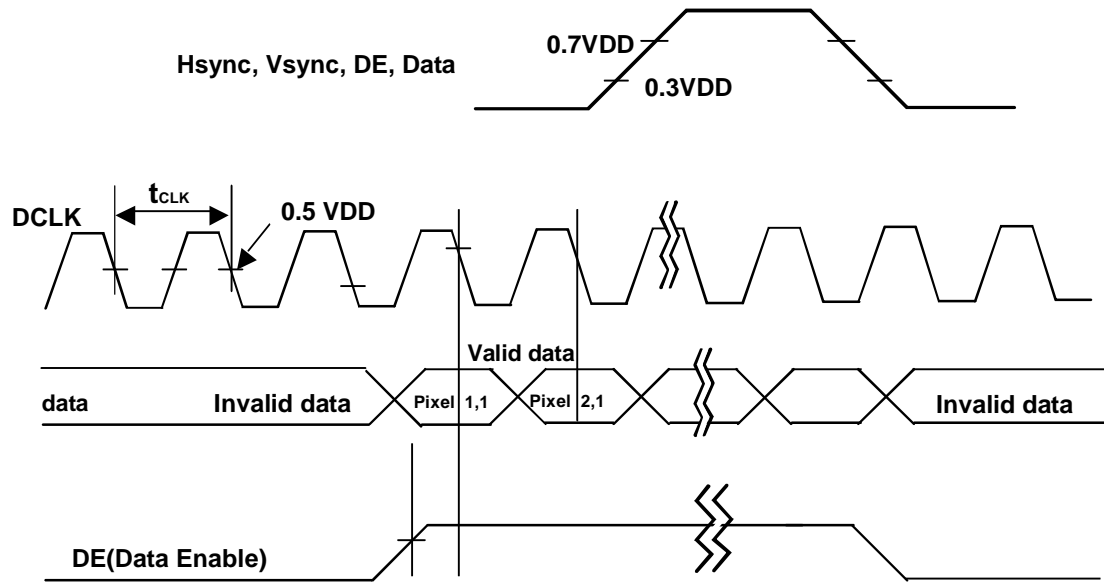 0.7VDD
Hsync, Vsync, DE, Data
0.3VDD
tCLK
0.5 VDD
DCLK
Valid data
data
Invalid data
Pixel 1,1
Pixel 2,1
Invalid data
DE(Data Enable)